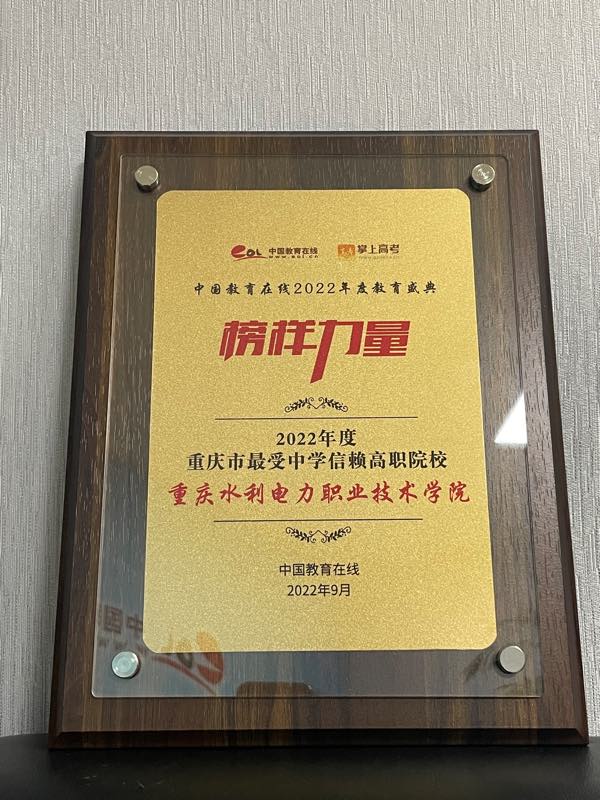 eol 中国教育在线 掌上高考
www.eol.cn
中国教育在线2022年度教育盛典
榜样力量
2022年度
重庆市最受中学信赖高职院校
重庆水利电力职业技术学院
中国教育在线
2022年9月